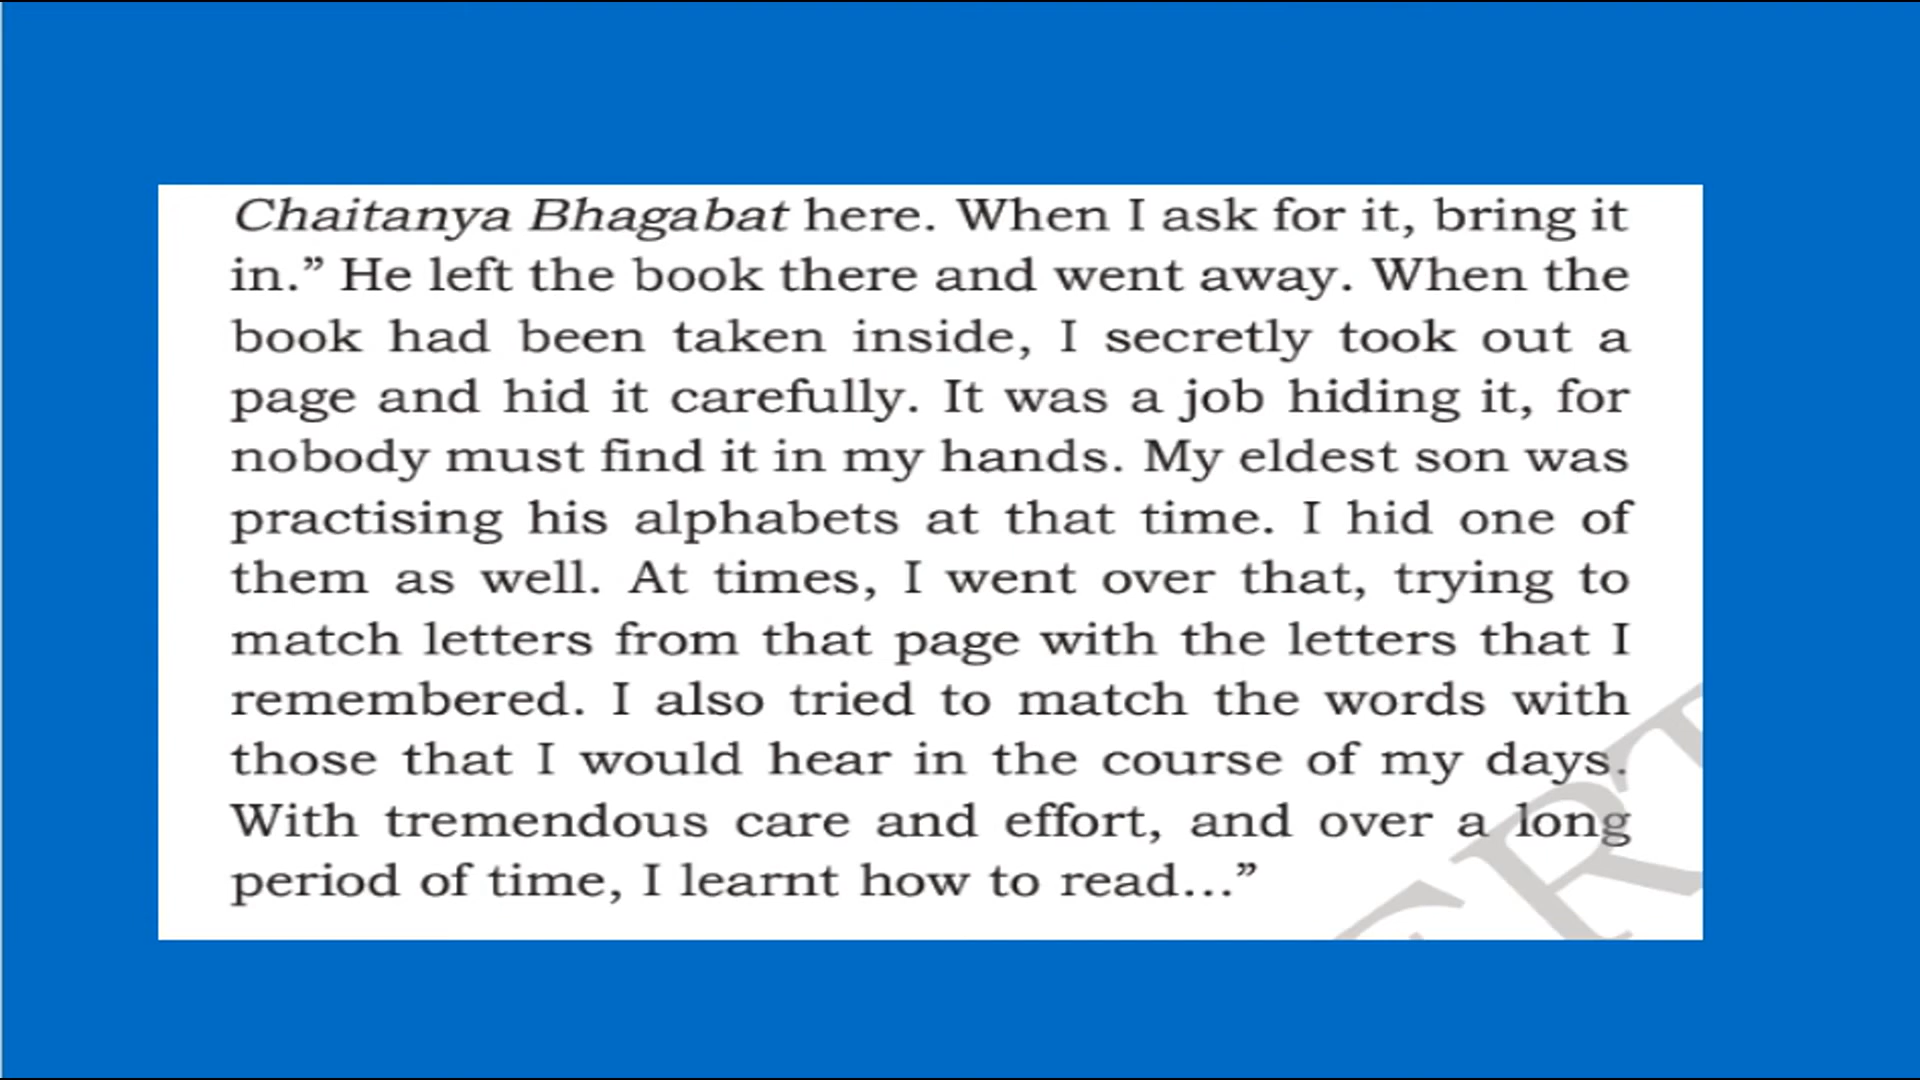 Chaitanya Bhagabat here. When I ask for it, bring it
in.” He left the book there and went away. When the
book had been taken inside, I secretly took out a
page and hid it carefully. It was a job hiding it, for
nobody must find it in my hands. My eldest son was
practising his alphabets at that time. I hid one of
them as well. At times, I went over that, trying to
match letters from that page with the letters that I
remembered. I also tried to match the words with
those that I would hear in the course of my days.
With tremendous care and effort, and over a long
period of time, I learnt how to read...”